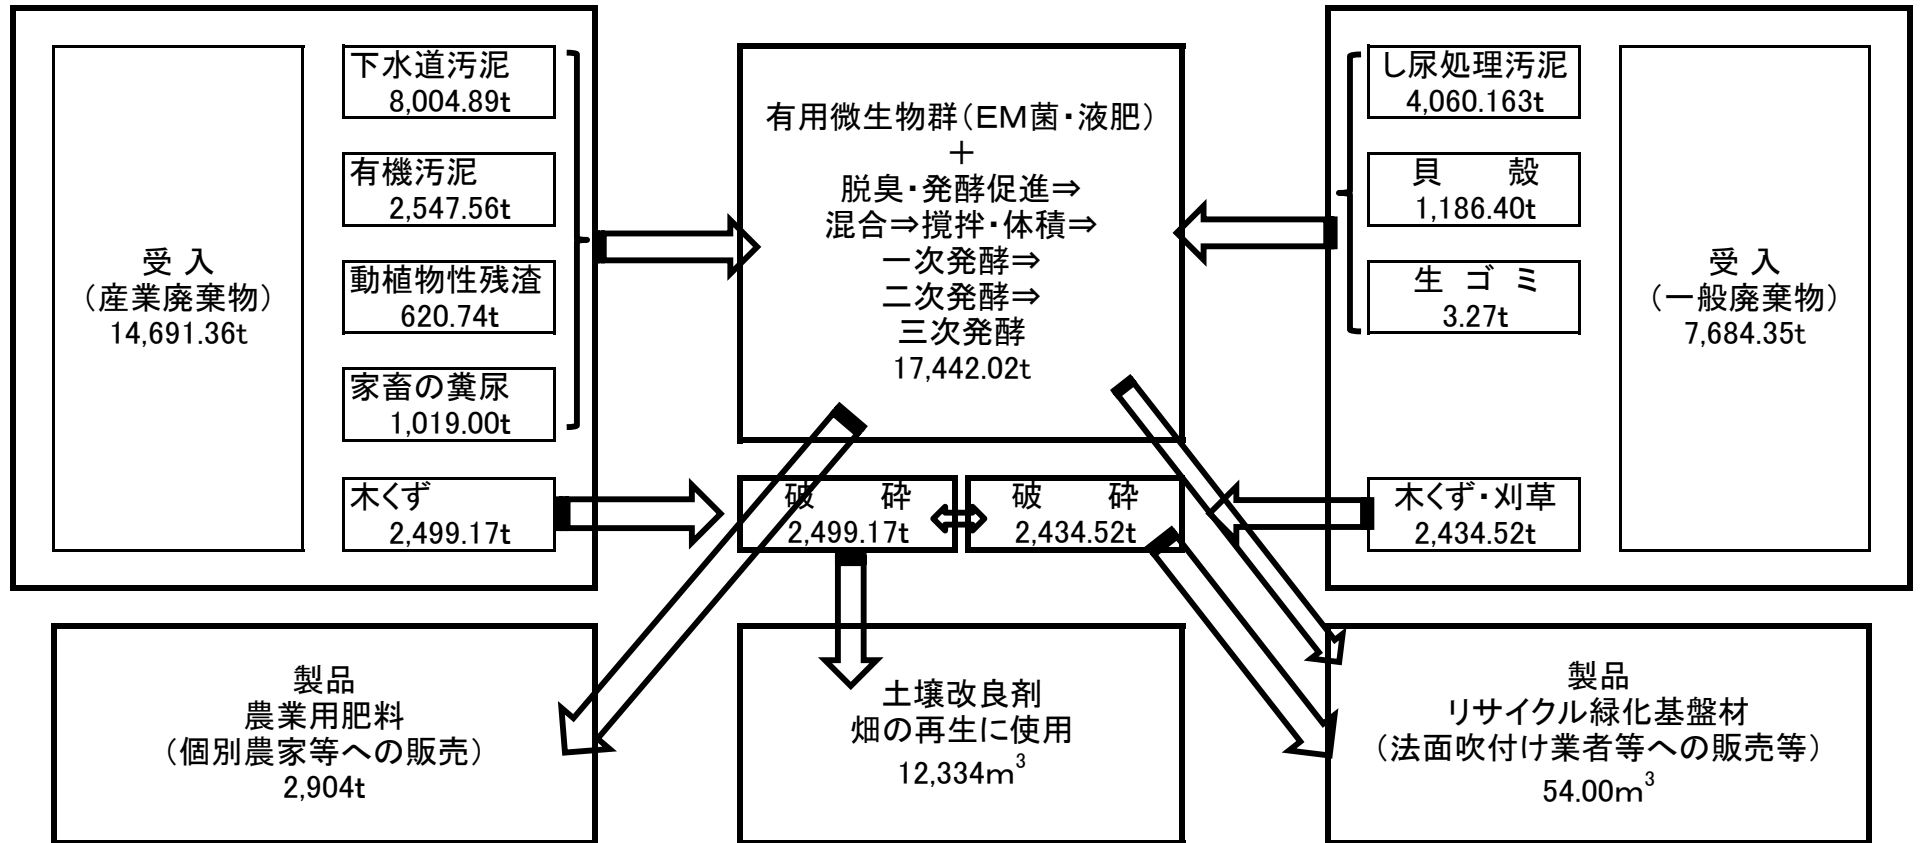 受 入
（産業廃棄物）
14,691.36t
下水道汚泥
8,004.89t
有機汚泥
2,547.56t
動植物性残渣
620.74t
家畜の糞尿
1,019.00t
木くず
2,499.17t
有用微生物群（EM菌・液肥）
＋
脱臭・発酵促進⇒
混合⇒撹拌・体積⇒
一次発酵⇒
二次発酵⇒
三次発酵
17,442.02t
破 砕
2,499.17t
破 砕
2,434.52t
し尿処理汚泥
4,060.163t
貝 殻
1,186.40t
生 ゴ ミ
3.27t
木くず・刈草
2,434.52t
受 入
（一般廃棄物）
7,684.35t
製品
農業用肥料
（個別農家等への販売）
2,904t
土壌改良剤
畑の再生に使用
12,334m³
製品
リサイクル緑化基盤材
（法面吹付け業者等への販売等）
54.00m³